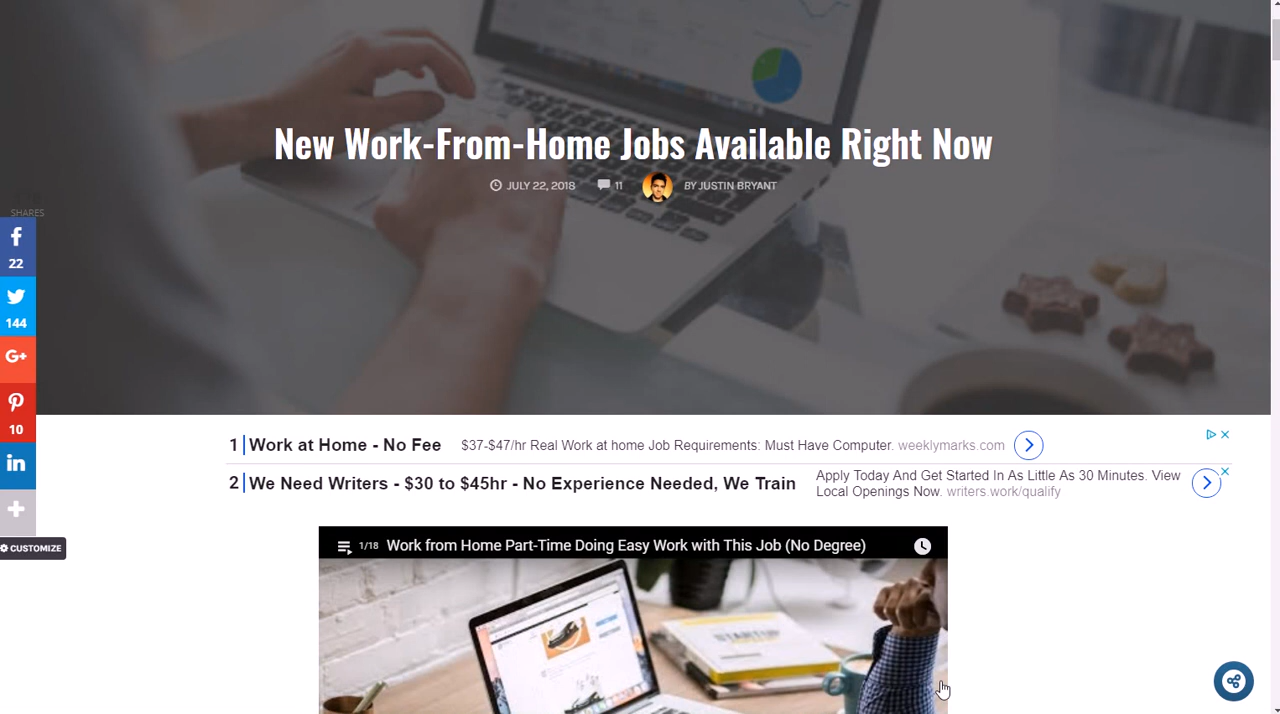 New Work-From-Home Jobs Available Right Now
JULY 22, 2018 11 BY JUSTIN BRYANT
SHARES
22
144
G+
10
in
CUSTOMIZE
1 Work at Home - No Fee $37-$47/hr Real Work at home Job Requirements: Must Have Computer. weeklymarks.com
2 We Need Writers - $30 to $45hr - No Experience Needed, We Train
Apply Today And Get Started In As Little As 30 Minutes. View
Local Openings Now. writers.work/qualify
1/18 Work from Home Part-Time Doing Easy Work with This Job (No Degree)
STARTUP